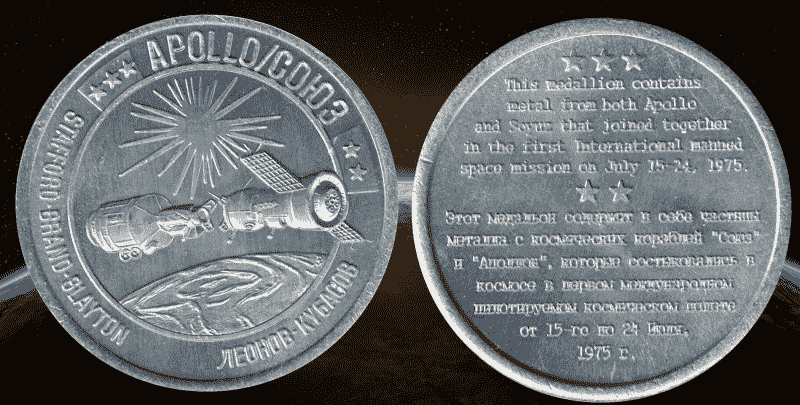 APOLLO/СОЮЗ
STAFFORD·BRAND·SLAYTON
ЛЕОНОВ·КУБАСОВ
This medallion contains
metal from both Apollo
and Soyuz that joined together
in the first International manned
space mission on July 15-24, 1975.
Этот медальон содержит в себе частицы
металла с космических кораблей "Союз"
и "Аполлон", которые состыковались в
космосе в первом международном
пилотируемом космическом полете
от 15-го по 24 Июля,
1975 г.